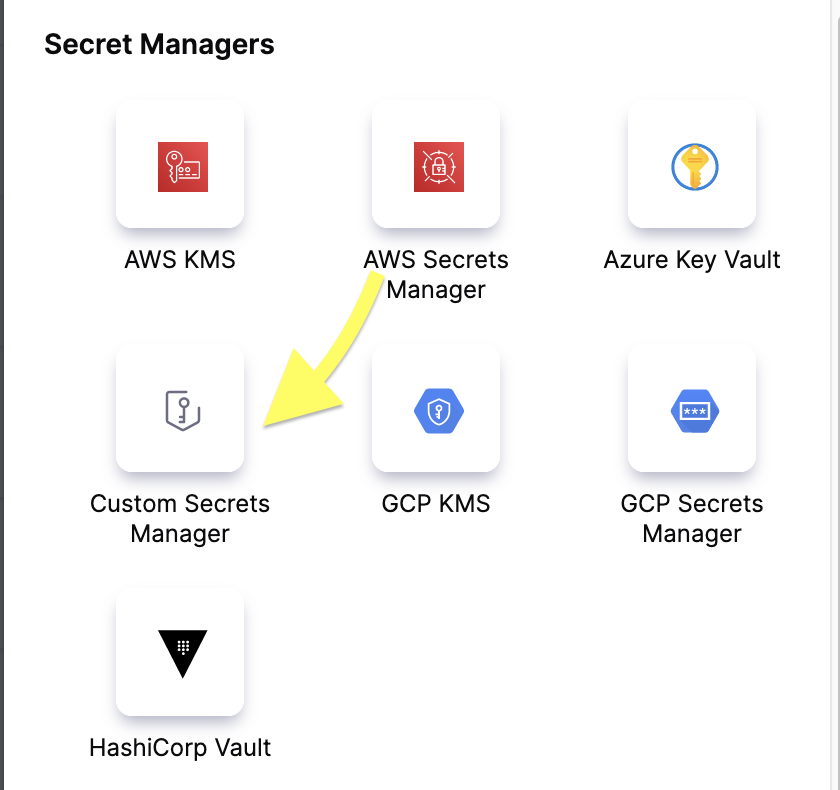 Secret Managers
AWS KMS
AWS Secrets
Manager
Azure Key Vault
Custom Secrets
Manager
GCP KMS
GCP Secrets
Manager
HashiCorp Vault